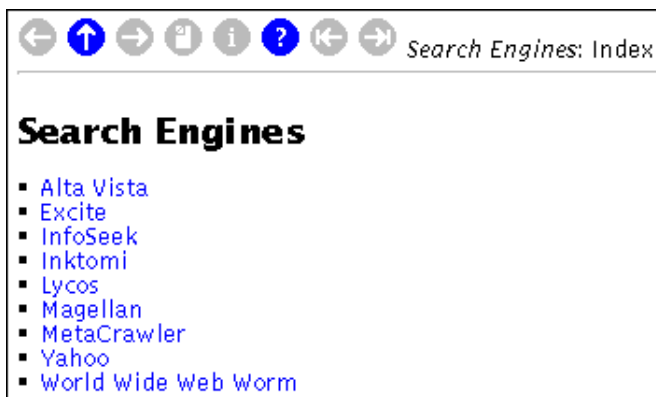 Search Engines: Index
Search Engines
Alta Vista
Excite
InfoSeek
Inktomi
Lycos
Magellan
MetaCrawler
Yahoo
World Wide Web Worm